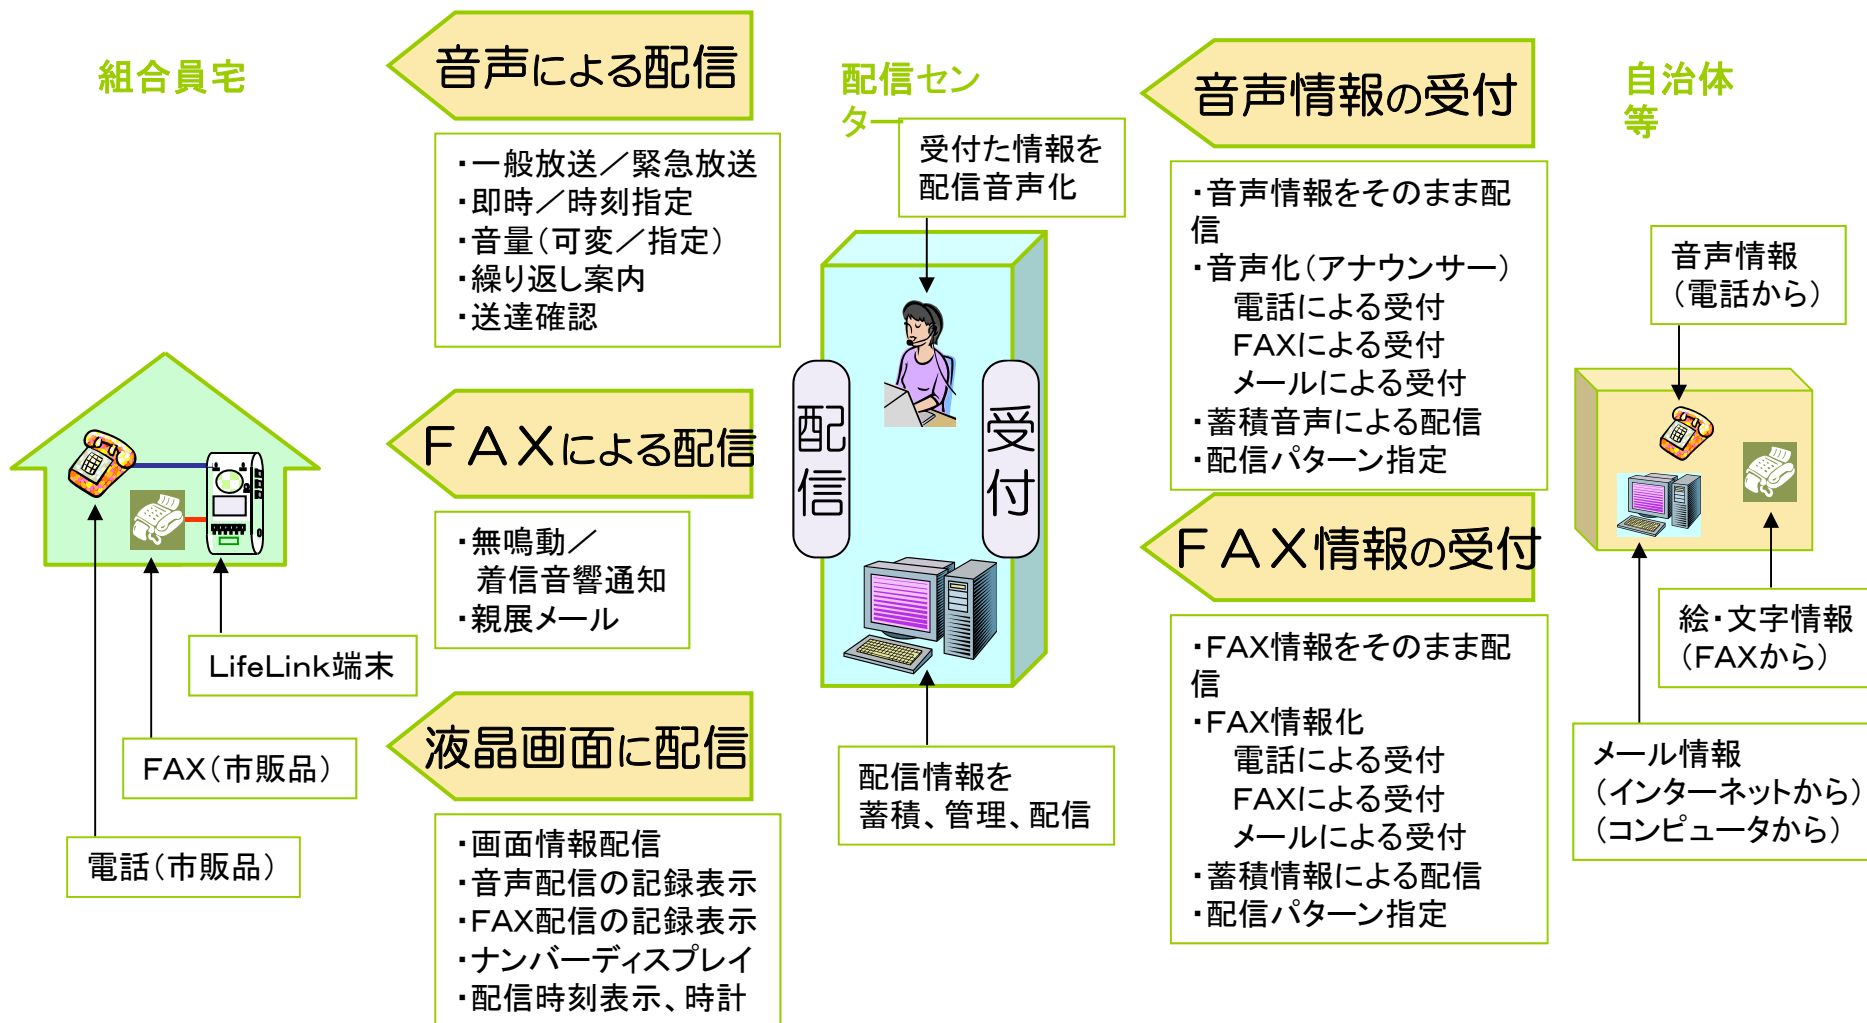 組合員宅
音声による配信
・一般放送／緊急放送
・即時／時刻指定
・音量（可変／指定）
・繰り返し案内
・送達確認
FAXによる配信
・無鳴動／
着信音響通知
・親展メール
液晶画面に配信
・画面情報配信
・音声配信の記録表示
・FAX配信の記録表示
・ナンバーディスプレイ
・配信時刻表示、時計
LifeLink端末
FAX（市販品）
電話（市販品）
配信セン
ター
受付た情報を
配信音声化
配信
受付
配信情報を
蓄積、管理、配信
音声情報の受付
・音声情報をそのまま配
信
・音声化（アナウンサー）
電話による受付
FAXによる受付
メールによる受付
・蓄積音声による配信
・配信パターン指定
FAX情報の受付
・FAX情報をそのまま配
信
・FAX情報化
電話による受付
FAXによる受付
メールによる受付
・蓄積情報による配信
・配信パターン指定
自治体
等
音声情報
（電話から）
絵・文字情報
（FAXから）
メール情報
（インターネットから）
（コンピュータから）